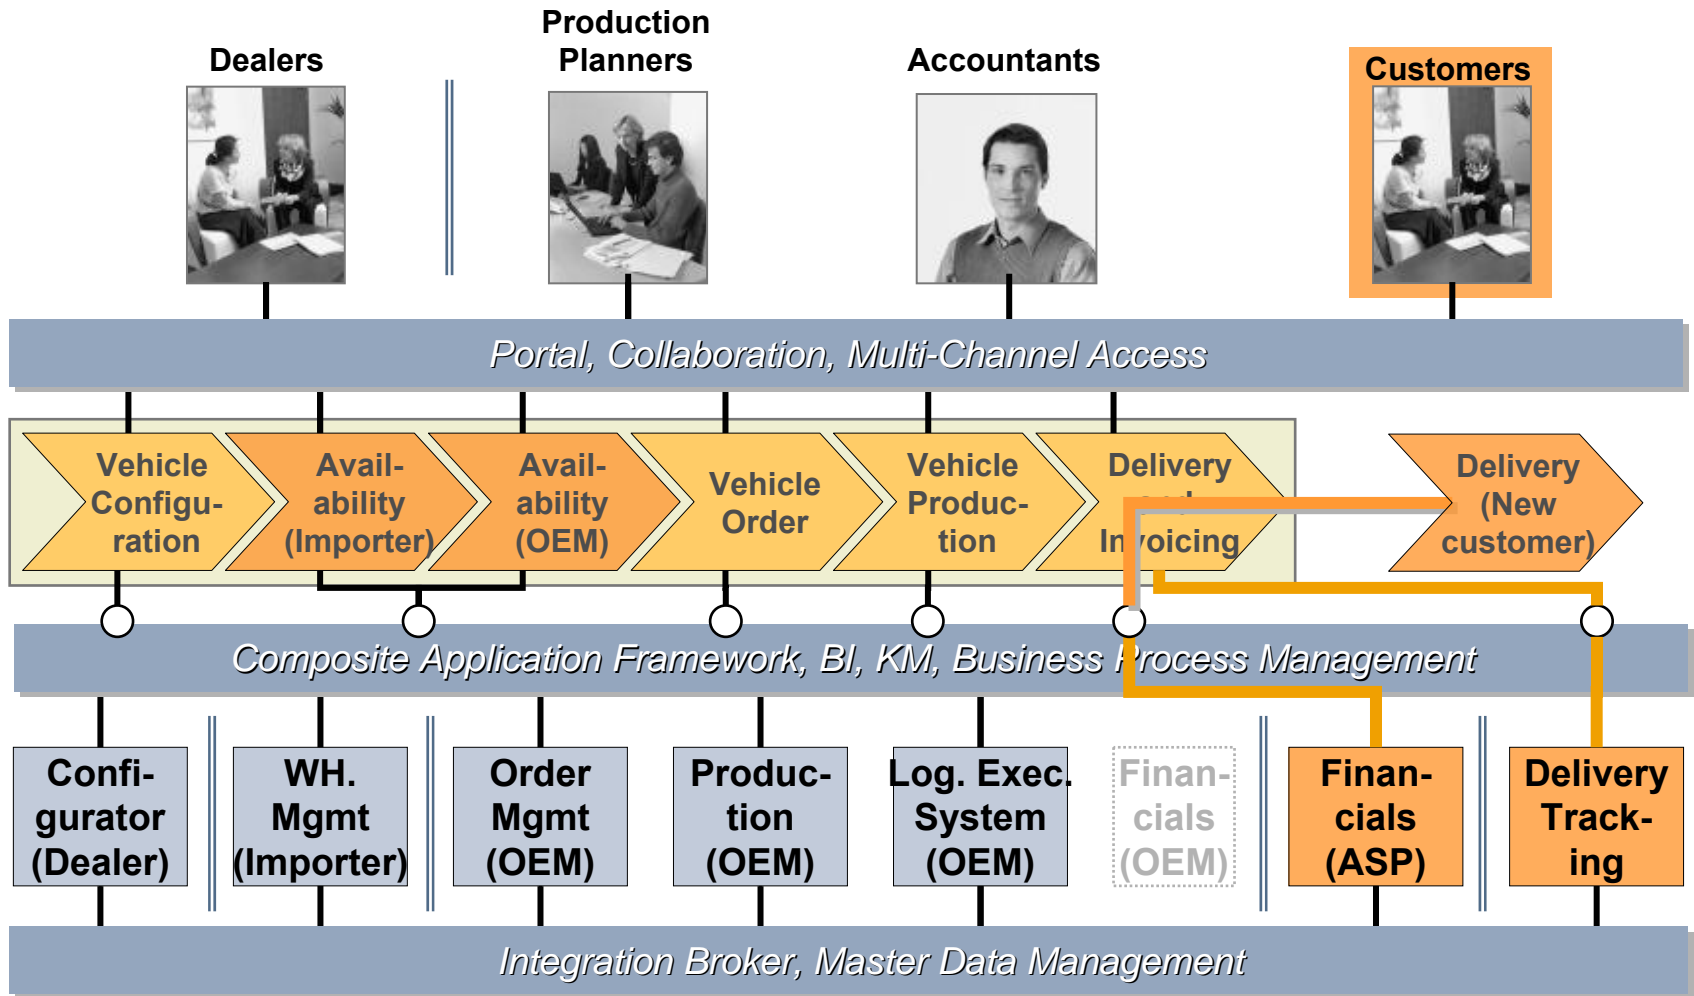 Dealers
Production
Planners
Accountants
Customers
Portal, Collaboration, Multi-Channel Access
Vehicle
Configu-
ration
Avail-
ability
(Importer)
Avail-
ability
(OEM)
Vehicle
Order
Vehicle
Produc-
tion
Delivery
and
Invoicing
Delivery
(New
customer)
Composite Application Framework, BI, KM, Business Process Management
Confi-
gurator
(Dealer)
WH.
Mgmt
(Importer)
Order
Mgmt
(OEM)
Produc-
tion
(OEM)
Log. Exec.
System
(OEM)
Finan-
cials
(OEM)
Finan-
cials
(ASP)
Delivery
Track-
ing
Integration Broker, Master Data Management